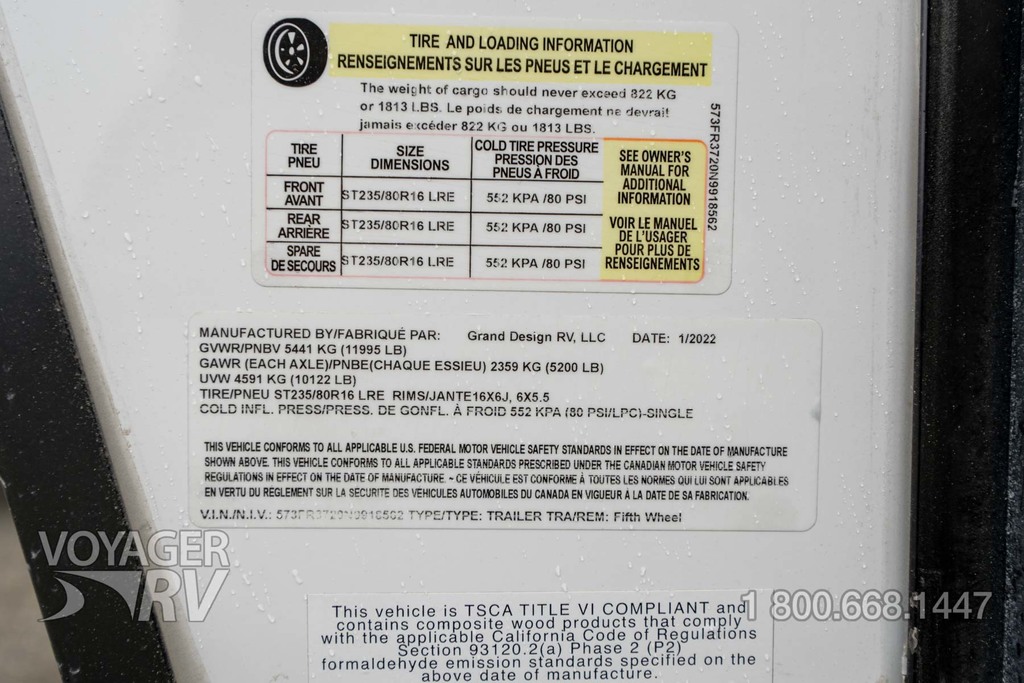 TIRE AND LOADING INFORMATION
RENSEIGNEMENTS SUR LES PNEUS ET LE CHARGEMENT
The weight of cargo should never exceed 822 KG
or 1813 LBS. Le poids de chargement ne devrait
jamais excéder 822 KG ou 1813 LBS.
TIRE PNEU SIZE DIMENSIONS COLD TIRE PRESSURE PRESSION DES PNEUS À FROID
FRONT AVANT ST235/80R16 LRE 552 KPA /80 PSI
REAR ARRIÈRE ST235/80R16 LRE 552 KPA /80 PSI
SPARE DE SECOURS ST235/80R16 LRE 552 KPA /80 PSI
SEE OWNER'S
MANUAL FOR
ADDITIONAL
INFORMATION
VOIR LE MANUEL
DE L'USAGER
POUR PLUS DE
RENSEIGNEMENTS
573FR3720N9918562
MANUFACTURED BY/FABRIQUÉ PAR: Grand Design RV, LLC DATE: 1/2022
GVWR/PNBV 5441 KG (11995 LB)
GAWR (EACH AXLE)/PNBE(CHAQUE ESSIEU) 2359 KG (5200 LB)
UVW 4591 KG (10122 LB)
TIRE/PNEU ST235/80R16 LRE RIMS/JANTE16X6J, 6X5.5
COLD INFL. PRESS/PRESS. DE GONFL. À FROID 552 KPA (80 PSI/LPC)-SINGLE
THIS VEHICLE CONFORMS TO ALL APPLICABLE U.S. FEDERAL MOTOR VEHICLE SAFETY STANDARDS IN EFFECT ON THE DATE OF MANUFACTURE
SHOWN ABOVE. THIS VEHICLE CONFORMS TO ALL APPLICABLE STANDARDS PRESCRIBED UNDER THE CANADIAN MOTOR VEHICLE SAFETY
REGULATIONS IN EFFECT ON THE DATE OF MANUFACTURE. ~ CE VÉHICULE EST CONFORME À TOUTES LES NORMES QUI LUI SONT APPLICABLES
EN VERTU DU REGLEMENT SUR LA SECURITE DES VEHICULES AUTOMOBILES DU CANADA EN VIGUEUR À LA DATE DE SA FABRICATION.
V.I.N./N.I.V.: 573FR3720N9918562 TYPE/TYPE: TRAILER TRA/REM: Fifth Wheel
VOYAGER
RV
1 800.668.1447
This vehicle is TSCA TITLE VI COMPLIANT and
contains composite wood products that comply
with the applicable California Code of Regulations
Section 93120.2(a) Phase 2 (P2)
formaldehyde emission standards specified on the
above date of manufacture.